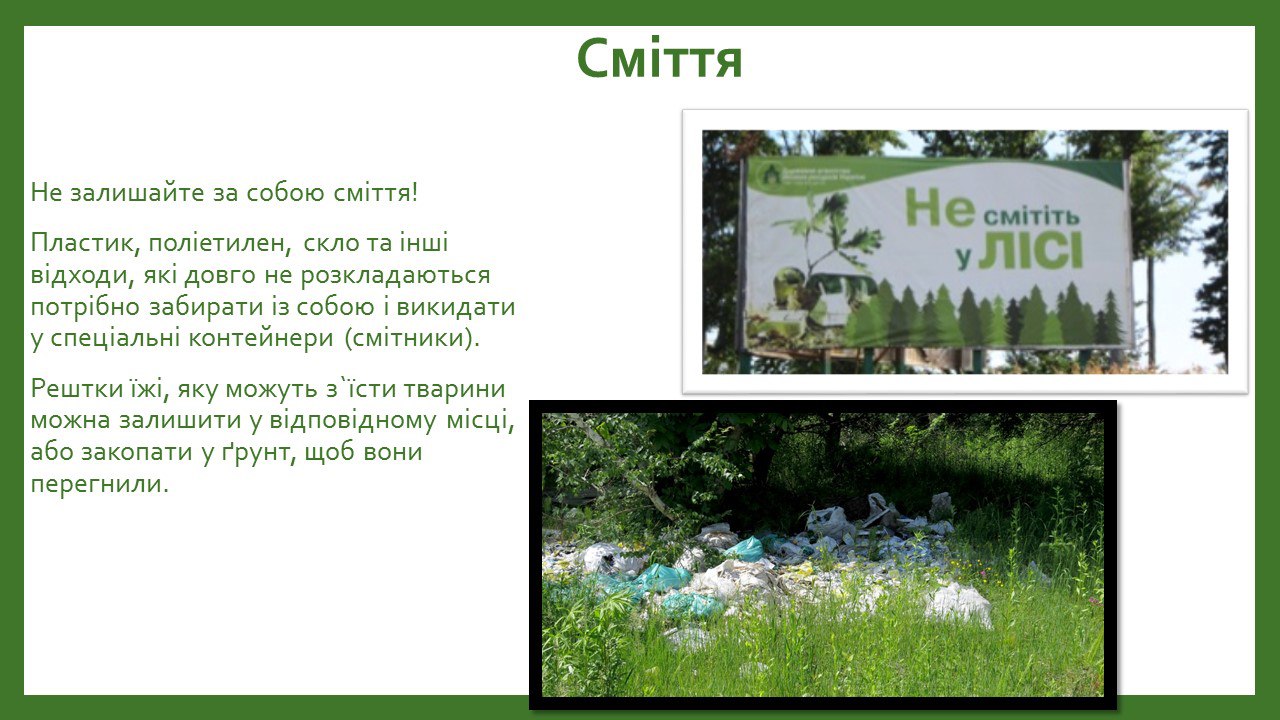 Сміття
Не залишайте за собою сміття!
Пластик, поліетилен, скло та інші
відходи, які довго не розкладаються
потрібно забирати із собою і викидати
у спеціальні контейнери (смітники).
Рештки їжі, яку можуть з`їсти тварини
можна залишити у відповідному місці,
або закопати у ґрунт, щоб вони
перегнили.
Не смітіть
у ЛІСІ